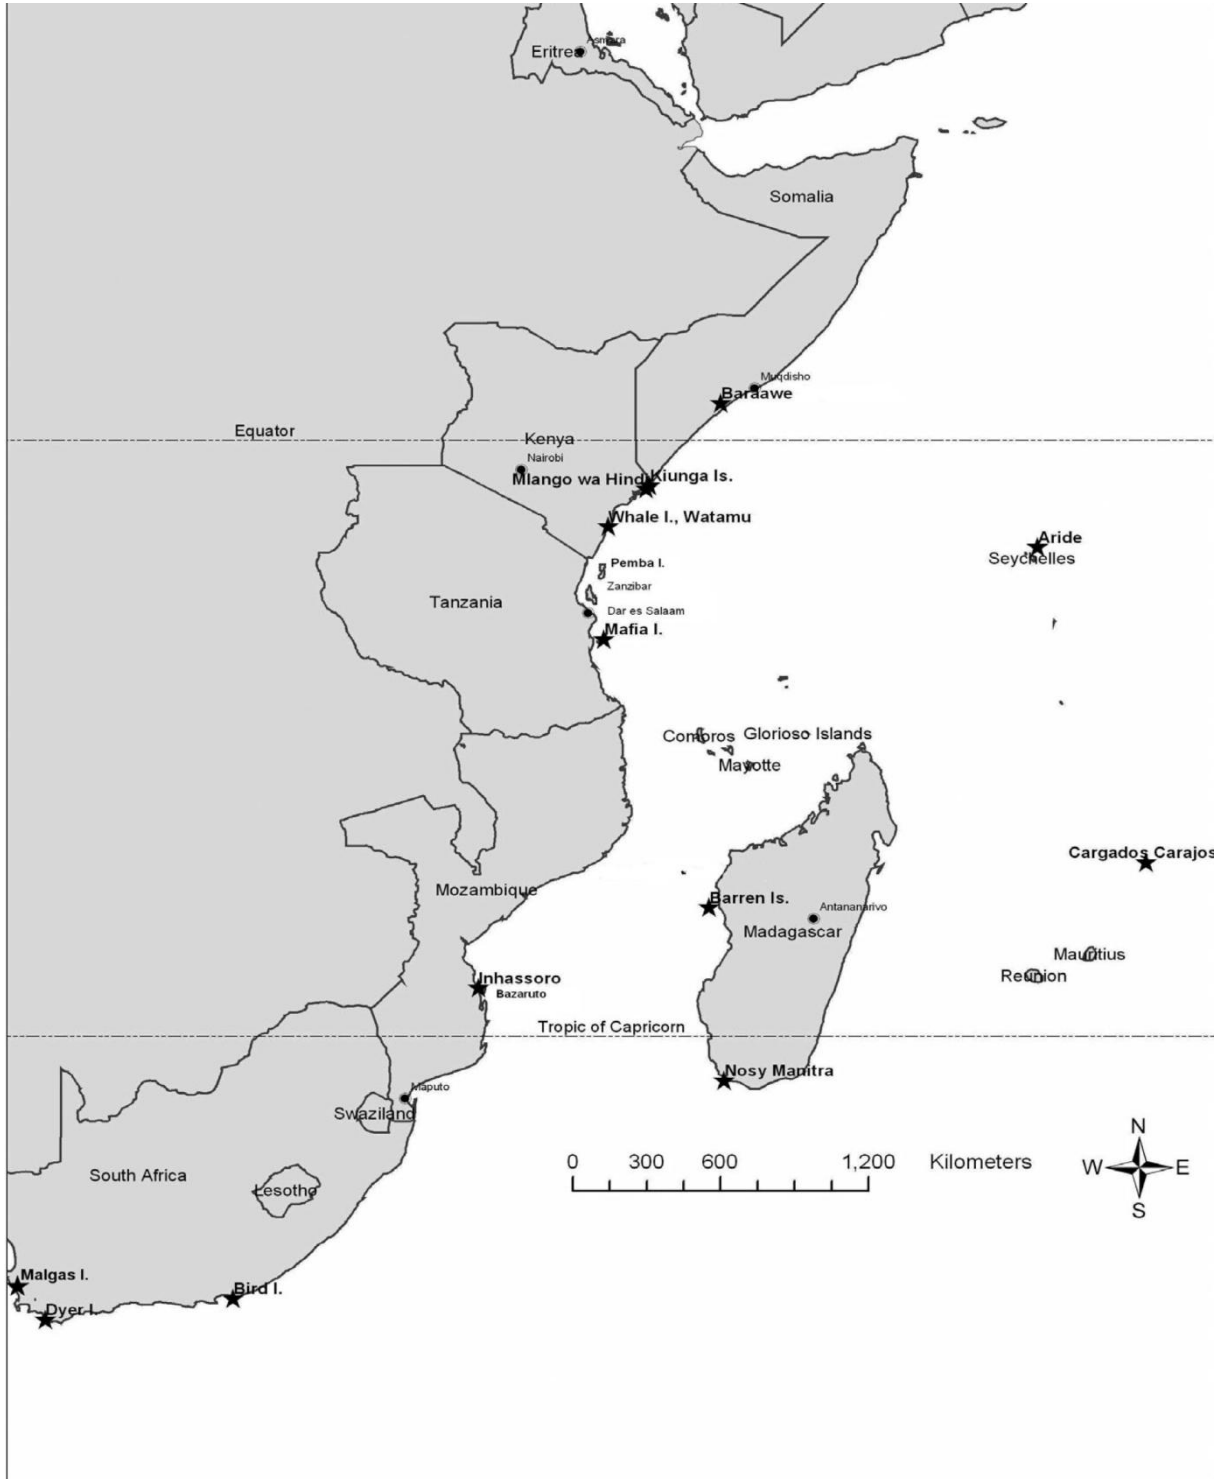 Asmara
Eritrea
Somalia
Muqdisho
Baraawe
Equator
Kenya
Nairobi
Mlango wa Hindi
Kiunga Is.
Whale I., Watamu
Aride
Seychelles
Pemba I.
Zanzibar
Tanzania
Dar es Salaam
Mafia I.
Comoros
Glorioso Islands
Mayotte
Cargados Carajos
Mozambique
Barren Is.
Antananarivo
Madagascar
Mauritius
Reunion
Inhassoro
Bazaruto
Tropic of Capricorn
Nosy Manitra
Maputo
Swaziland
N
W E
S
0 300 600 1,200 Kilometers
South Africa
Lesotho
Malgas I.
Bird I.
Dyer I.